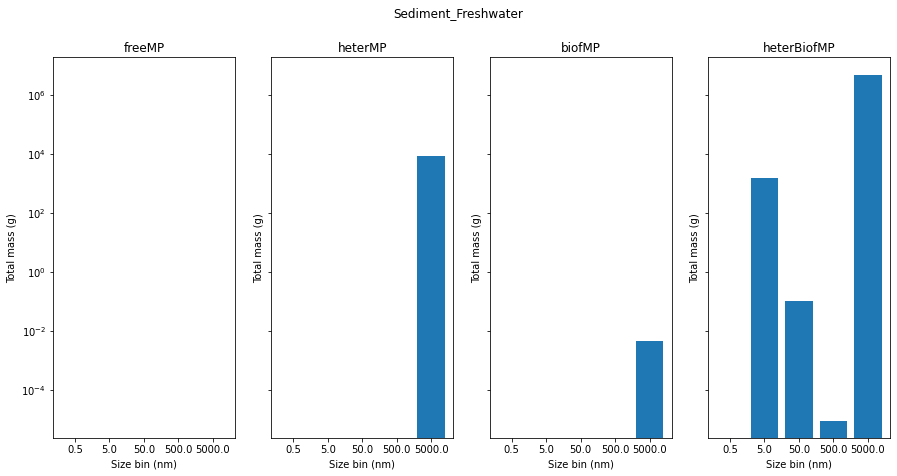 Sediment_Freshwater
freeMP
heterMP
biofMP
heterBiofMP
Total mass (g)
10^6
10^4
10^2
10^0
10^-2
10^-4
0.5 5.0 50.0 500.0 5000.0
Size bin (nm)
Total mass (g)
0.5 5.0 50.0 500.0 5000.0
Size bin (nm)
Total mass (g)
0.5 5.0 50.0 500.0 5000.0
Size bin (nm)
Total mass (g)
0.5 5.0 50.0 500.0 5000.0
Size bin (nm)